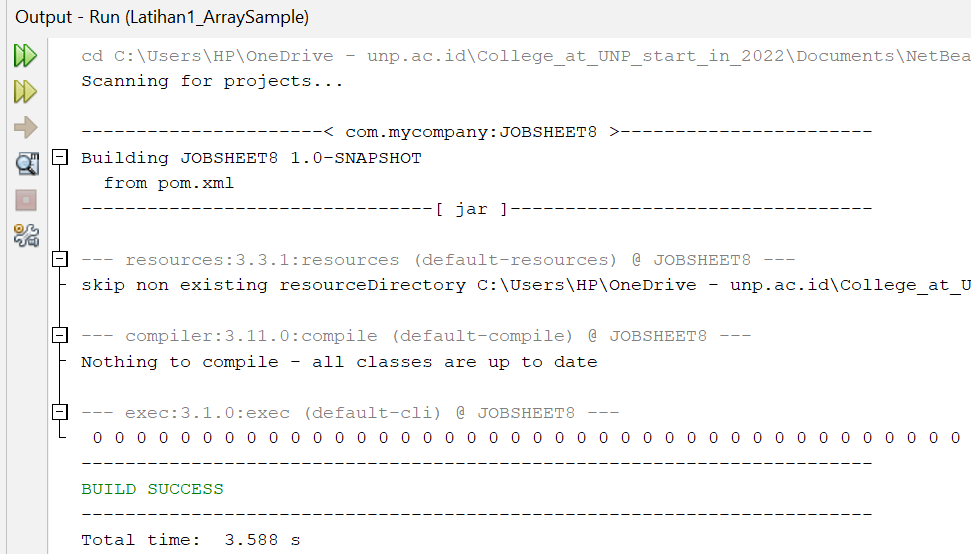 Output - Run (Latihan1_ArraySample)
cd C:\Users\HP\OneDrive - unp.ac.id\College_at_UNP_start_in_2022\Documents\NetBea
Scanning for projects...
----------------------< com.mycompany:JOBSHEET8 >-----------------------
Building JOBSHEET8 1.0-SNAPSHOT
from pom.xml
--------------------------------[ jar ]---------------------------------
--- resources:3.3.1:resources (default-resources) @ JOBSHEET8 ---
skip non existing resourceDirectory C:\Users\HP\OneDrive - unp.ac.id\College_at_U
--- compiler:3.11.0:compile (default-compile) @ JOBSHEET8 ---
Nothing to compile - all classes are up to date
--- exec:3.1.0:exec (default-cli) @ JOBSHEET8 ---
0 0 0 0 0 0 0 0 0 0 0 0 0 0 0 0 0 0 0 0 0 0 0 0 0 0 0 0 0 0 0 0 0 0 0 0 0 0 0 0
------------------------------------------------------------------------
BUILD SUCCESS
------------------------------------------------------------------------
Total time:  3.588 s